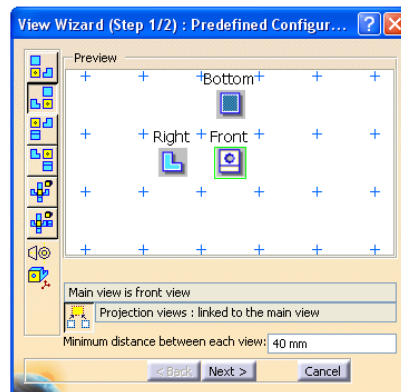 View Wizard (Step 1/2) : Predefined Configur...
Preview
Bottom
Right Front
Main view is front view
Projection views : linked to the main view
Minimum distance between each view: 40 mm
< Back Next > Cancel